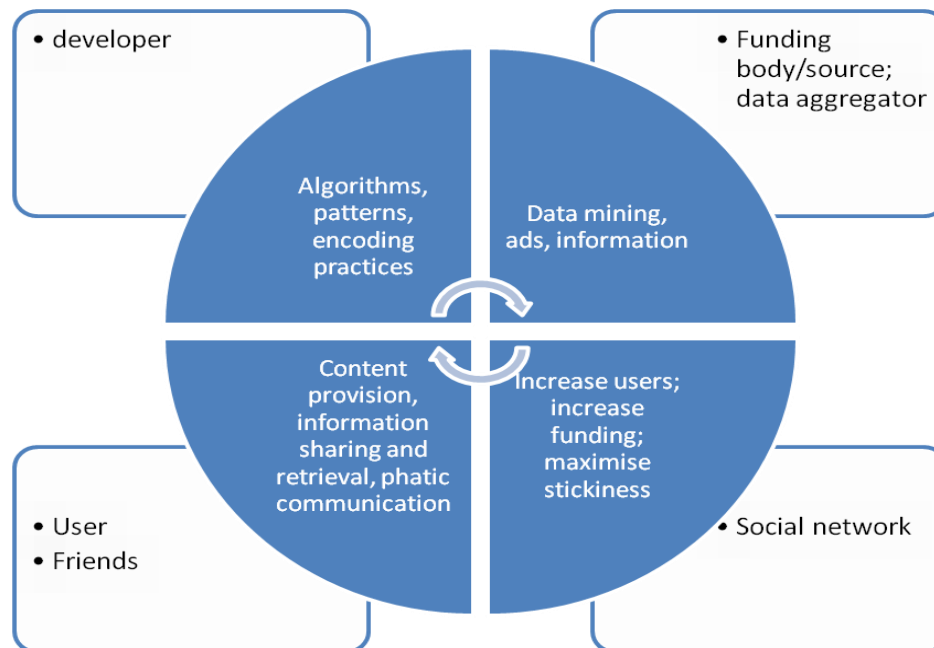 • developer
• Funding
body/source;
data aggregator
Algorithms,
patterns,
encoding
practices
Data mining,
ads, information
Content
provision,
information
sharing and
retrieval, phatic
communication
Increase users;
increase
funding;
maximise
stickiness
• User
• Friends
• Social network